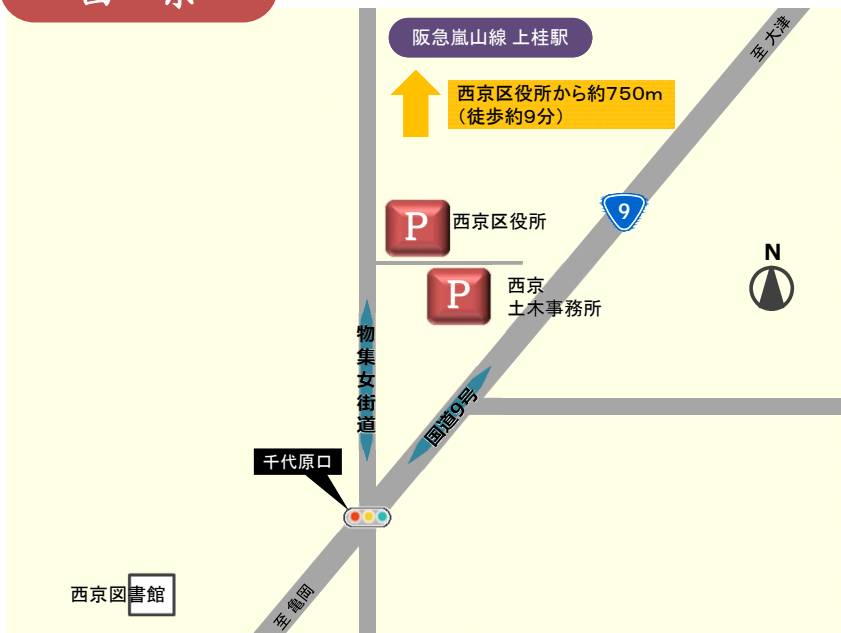 西京
阪急嵐山線 上桂駅
至 大津
西京区役所から約750m
（徒歩約9分）
9
P
西京区役所
N
P
西京
土木事務所
物集女街道
国道9号
千代原口
西京図書館
至 亀岡